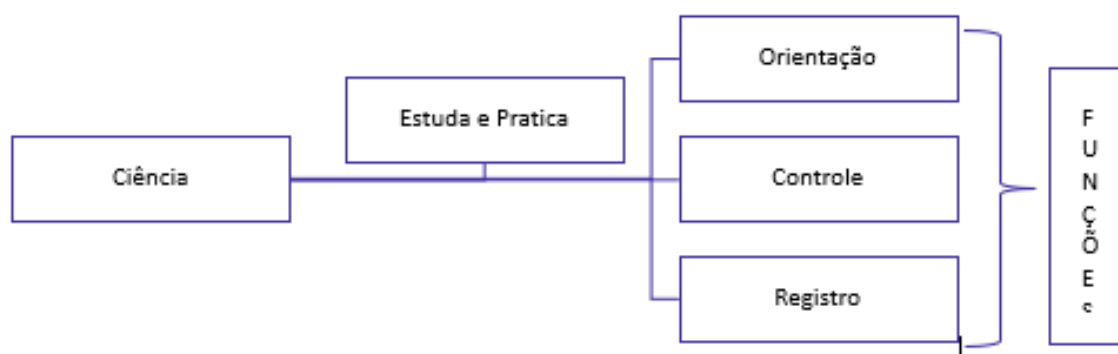 Orientação
Estuda e Pratica
Ciência
Controle
Registro
F
U
N
Ç
Õ
E
s